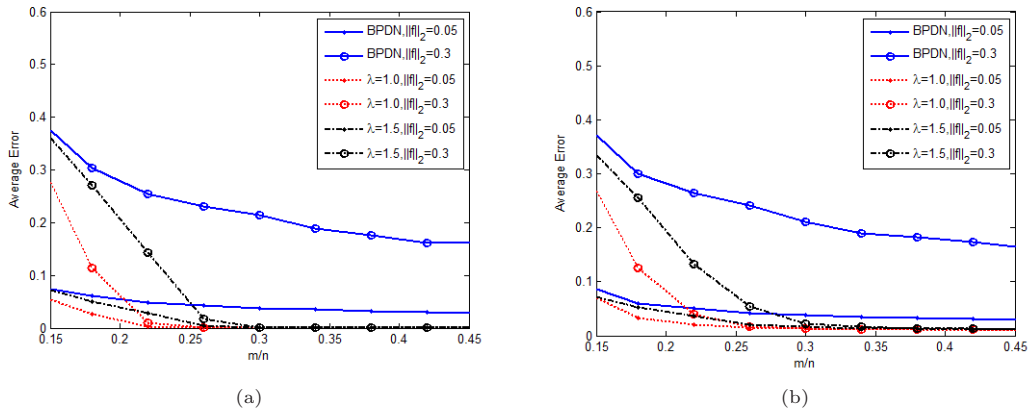 0.6
0.5
0.4
0.3
0.2
0.1
0
Average Error
0.15 0.2 0.25 0.3 0.35 0.4 0.45
m/n
BPDN,||f||2=0.05
BPDN,||f||2=0.3
λ=1.0,||f||2=0.05
λ=1.0,||f||2=0.3
λ=1.5,||f||2=0.05
λ=1.5,||f||2=0.3
(a)
0.6
0.5
0.4
0.3
0.2
0.1
0
Average Error
0.15 0.2 0.25 0.3 0.35 0.4 0.45
m/n
BPDN,||f||2=0.05
BPDN,||f||2=0.3
λ=1.0,||f||2=0.05
λ=1.0,||f||2=0.3
λ=1.5,||f||2=0.05
λ=1.5,||f||2=0.3
(b)